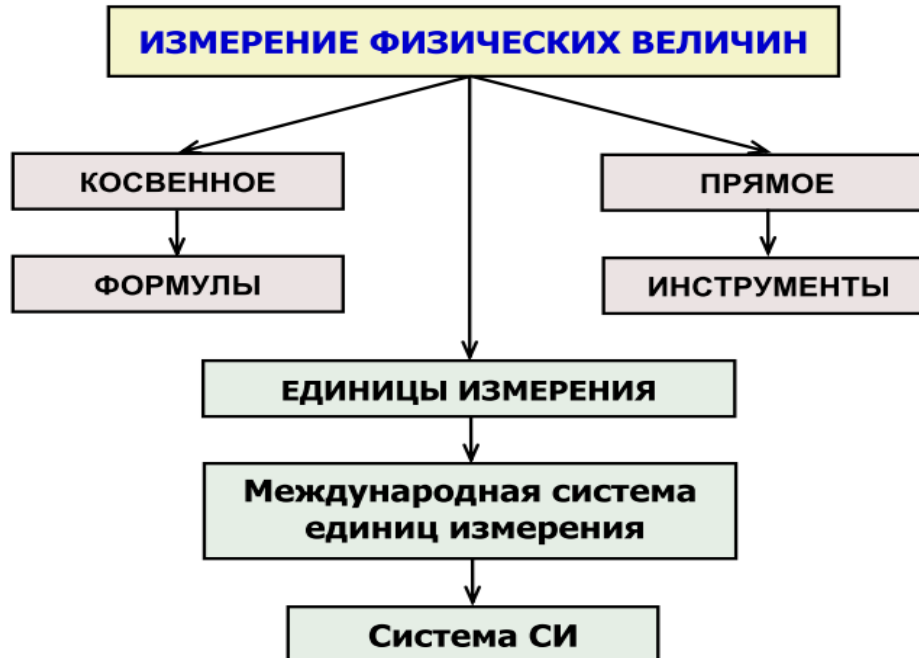 ИЗМЕРЕНИЕ ФИЗИЧЕСКИХ ВЕЛИЧИН
КОСВЕННОЕ
ПРЯМОЕ
ФОРМУЛЫ
ИНСТРУМЕНТЫ
ЕДИНИЦЫ ИЗМЕРЕНИЯ
Международная система
единиц измерения
Система СИ